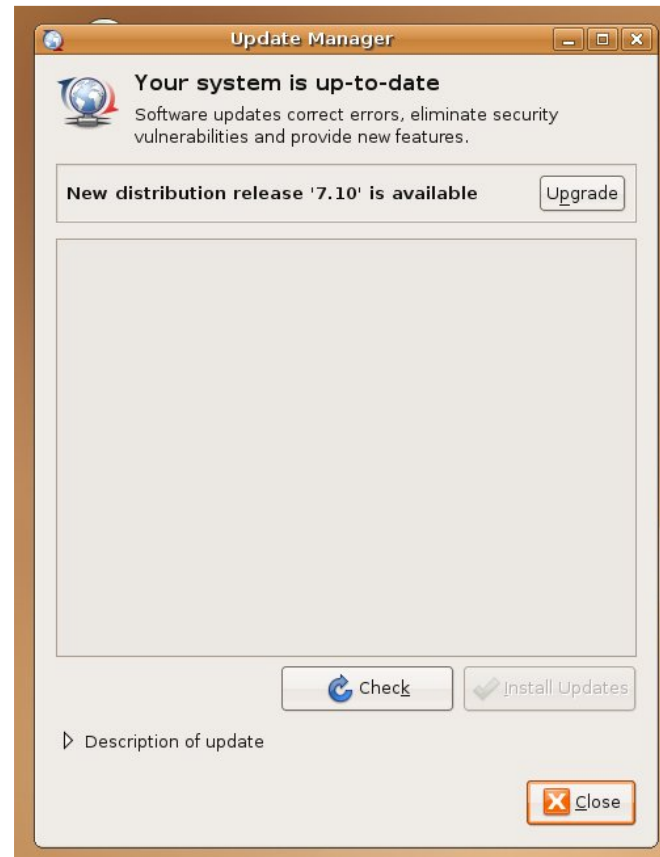 Update Manager
Your system is up-to-date
Software updates correct errors, eliminate security
vulnerabilities and provide new features.
New distribution release '7.10' is available
Upgrade
Check
Install Updates
Description of update
Close